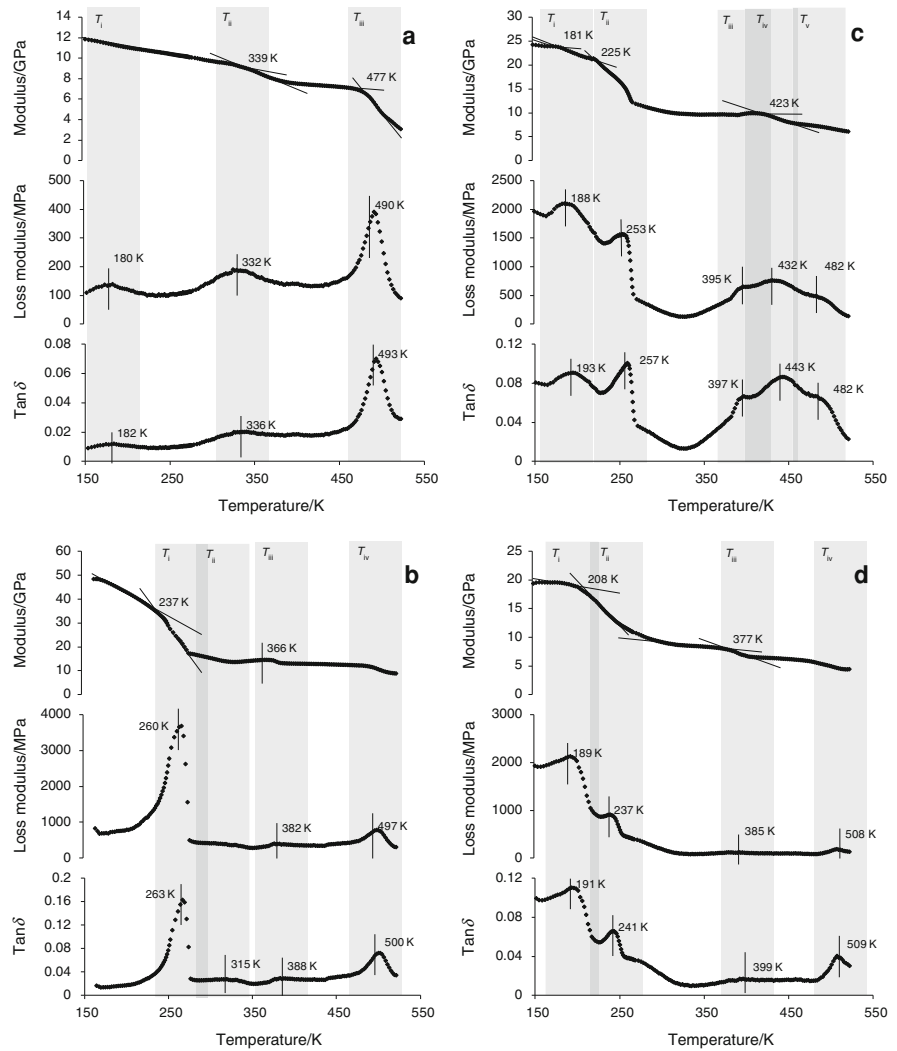 T_i T_ii T_iii
a
Modulus/GPa
14
12
10
8
6
4
2
0
339 K
477 K
Loss modulus/MPa
500
400
300
200
100
0
180 K
332 K
490 K
Tanδ
0.08
0.06
0.04
0.02
0
182 K
336 K
493 K
150 250 350 450 550
Temperature/K
T_i T_ii T_iii T_iv T_v
c
Modulus/GPa
30
25
20
15
10
5
0
181 K
225 K
423 K
Loss modulus/MPa
2500
2000
1500
1000
500
0
188 K
253 K
395 K
432 K
482 K
Tanδ
0.12
0.08
0.04
0
193 K
257 K
397 K
443 K
482 K
150 250 350 450 550
Temperature/K
T_i T_ii T_iii T_iv
b
Modulus/GPa
60
50
40
30
20
10
0
237 K
366 K
Loss modulus/MPa
4000
3000
2000
1000
0
260 K
382 K
497 K
Tanδ
0.2
0.16
0.12
0.08
0.04
0
263 K
315 K
388 K
500 K
150 250 350 450 550
Temperature/K
T_i T_ii T_iii T_iv
d
Modulus/GPa
25
20
15
10
5
0
208 K
377 K
Loss modulus/MPa
3000
2000
1000
0
189 K
237 K
385 K
508 K
Tanδ
0.12
0.08
0.04
0
191 K
241 K
399 K
509 K
150 250 350 450 550
Temperature/K